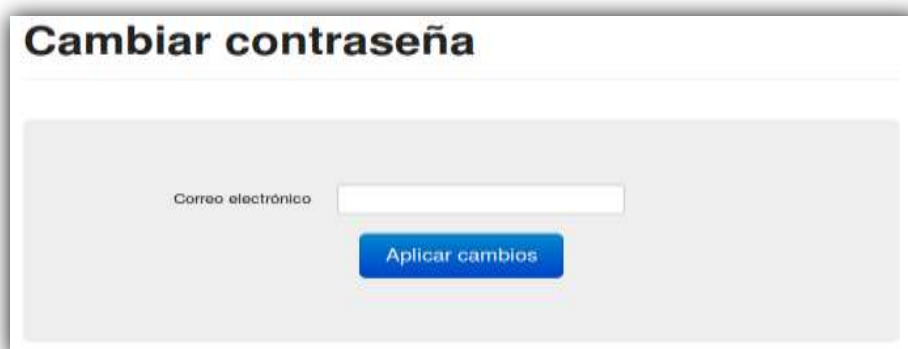 Cambiar contraseña
Correo electrónico
Aplicar cambios